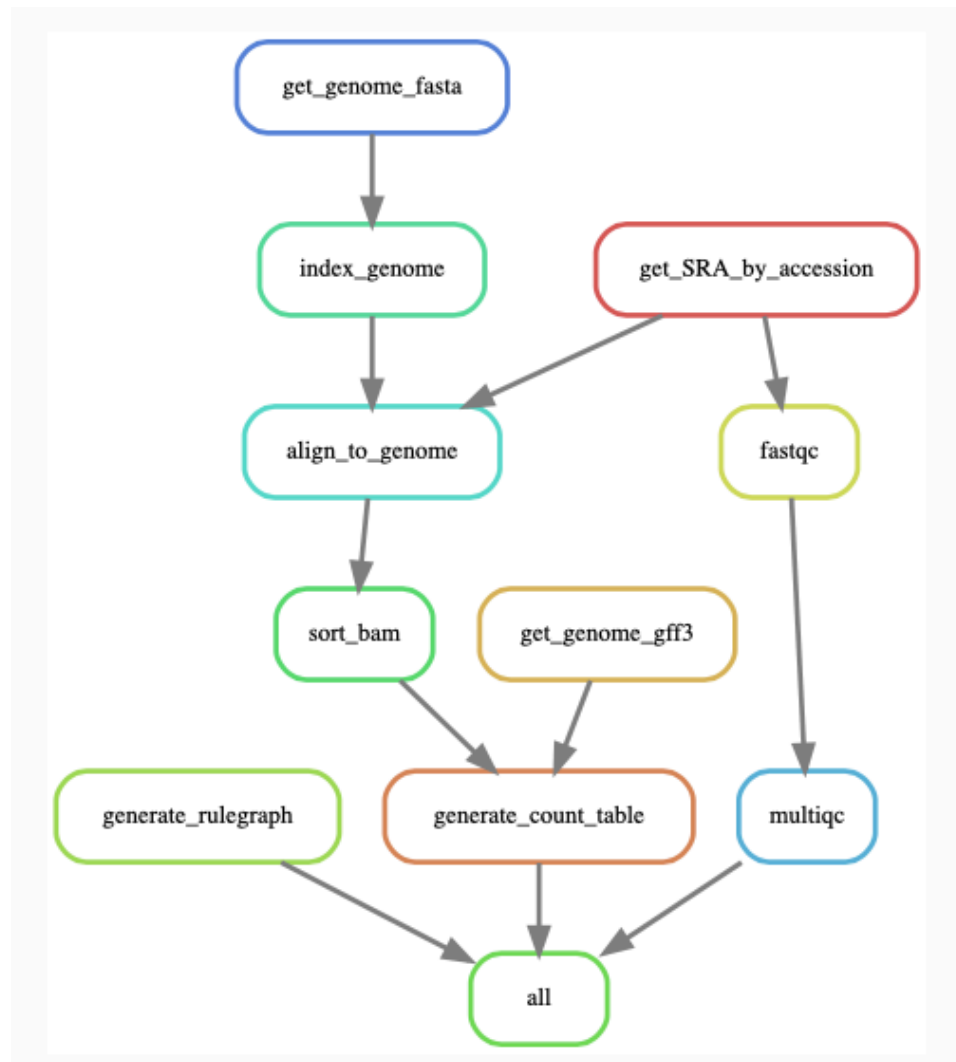 get_genome_fasta
index_genome
get_SRA_by_accession
align_to_genome
fastqc
sort_bam
get_genome_gff3
generate_rulegraph
generate_count_table
multiqc
all